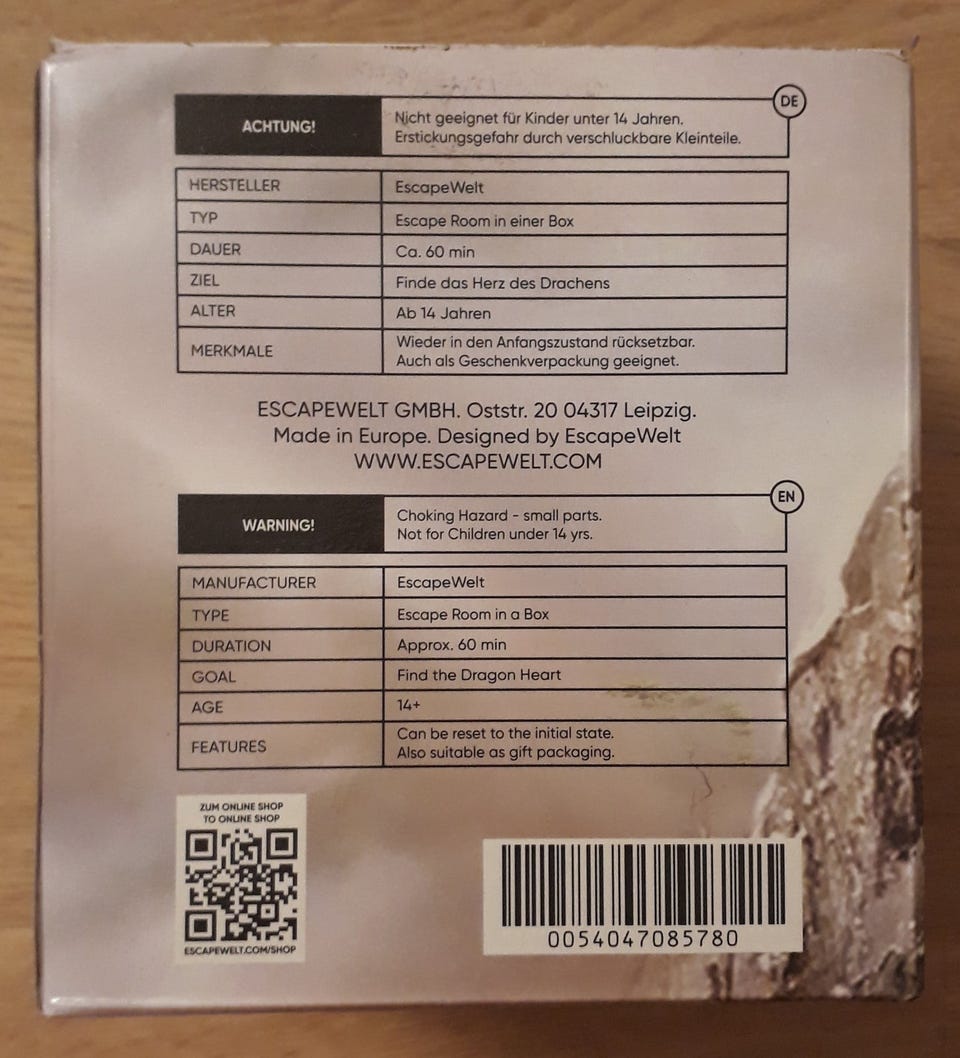 DE
ACHTUNG!
Nicht geeignet für Kinder unter 14 Jahren.
Erstickungsgefahr durch verschluckbare Kleinteile.
HERSTELLER EscapeWelt
TYP Escape Room in einer Box
DAUER Ca. 60 min
ZIEL Finde das Herz des Drachens
ALTER Ab 14 Jahren
MERKMALE
Wieder in den Anfangszustand rücksetzbar.
Auch als Geschenkverpackung geeignet.
ESCAPEWELT GMBH. Oststr. 20 04317 Leipzig.
Made in Europe. Designed by EscapeWelt
WWW.ESCAPEWELT.COM
EN
WARNING!
Choking Hazard - small parts.
Not for Children under 14 yrs.
MANUFACTURER EscapeWelt
TYPE Escape Room in a Box
DURATION Approx. 60 min
GOAL Find the Dragon Heart
AGE 14+
FEATURES
Can be reset to the initial state.
Also suitable as gift packaging.
ZUM ONLINE SHOP
TO ONLINE SHOP
ESCAPEWELT.COM/SHOP
0054047085780